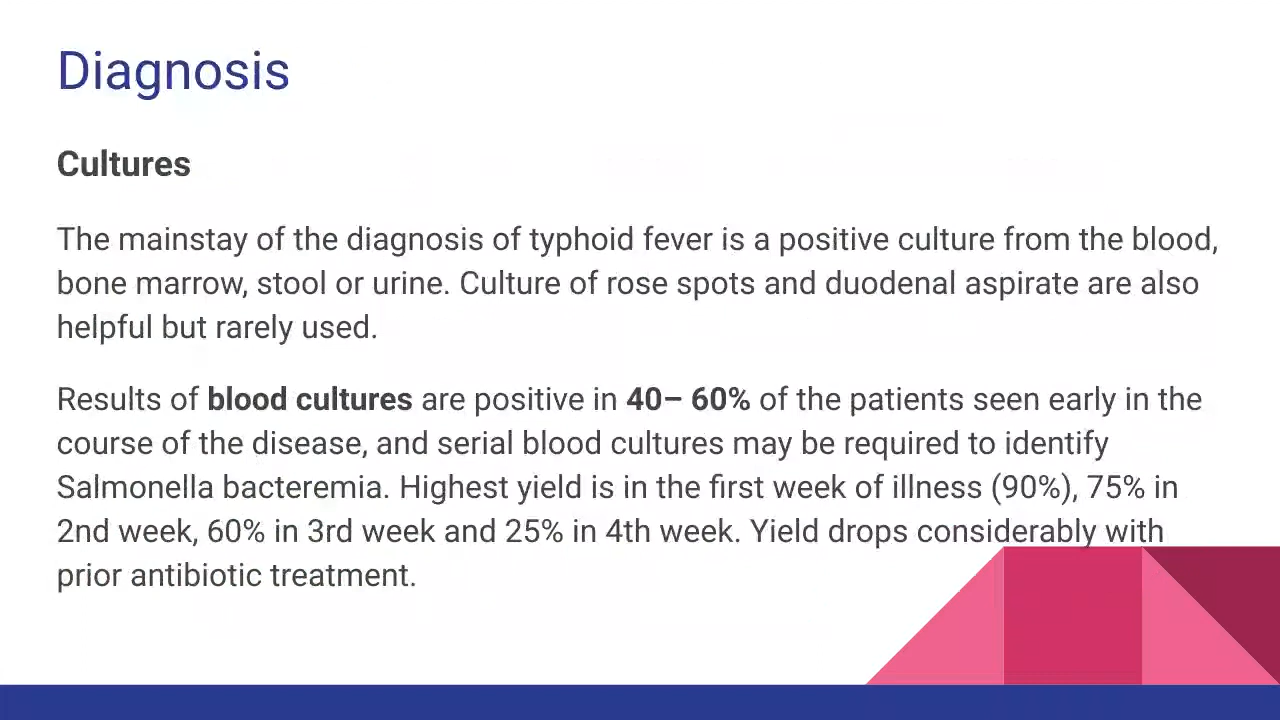 Diagnosis
Cultures
The mainstay of the diagnosis of typhoid fever is a positive culture from the blood,
bone marrow, stool or urine. Culture of rose spots and duodenal aspirate are also
helpful but rarely used.
Results of blood cultures are positive in 40– 60% of the patients seen early in the
course of the disease, and serial blood cultures may be required to identify
Salmonella bacteremia. Highest yield is in the first week of illness (90%), 75% in
2nd week, 60% in 3rd week and 25% in 4th week. Yield drops considerably with
prior antibiotic treatment.